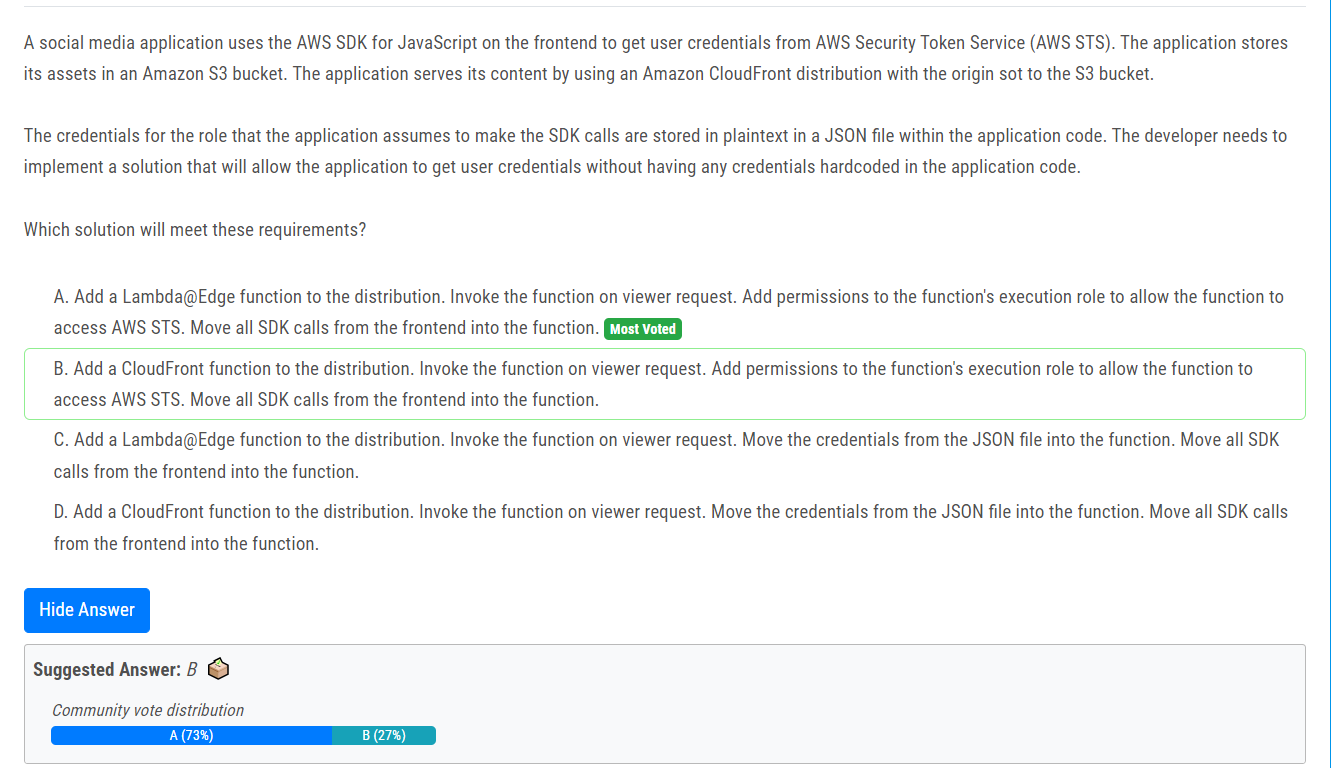 A social media application uses the AWS SDK for JavaScript on the frontend to get user credentials from AWS Security Token Service (AWS STS). The application stores
its assets in an Amazon S3 bucket. The application serves its content by using an Amazon CloudFront distribution with the origin sot to the S3 bucket.
The credentials for the role that the application assumes to make the SDK calls are stored in plaintext in a JSON file within the application code. The developer needs to
implement a solution that will allow the application to get user credentials without having any credentials hardcoded in the application code.
Which solution will meet these requirements?
A. Add a Lambda@Edge function to the distribution. Invoke the function on viewer request. Add permissions to the function's execution role to allow the function to
access AWS STS. Move all SDK calls from the frontend into the function. Most Voted
B. Add a CloudFront function to the distribution. Invoke the function on viewer request. Add permissions to the function's execution role to allow the function to
access AWS STS. Move all SDK calls from the frontend into the function.
C. Add a Lambda@Edge function to the distribution. Invoke the function on viewer request. Move the credentials from the JSON file into the function. Move all SDK
calls from the frontend into the function.
D. Add a CloudFront function to the distribution. Invoke the function on viewer request. Move the credentials from the JSON file into the function. Move all SDK calls
from the frontend into the function.
Hide Answer
Suggested Answer: B
Community vote distribution
A (73%) B (27%)